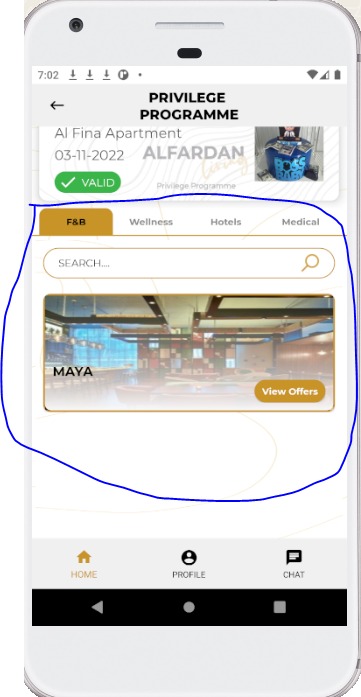 7:02
PRIVILEGE
PROGRAMME
Al Fina Apartment
03-11-2022
ALFARDAN
living
Privilege Programme
VALID
F&B
Wellness
Hotels
Medical
SEARCH....
MAYA
View Offers
HOME
PROFILE
CHAT